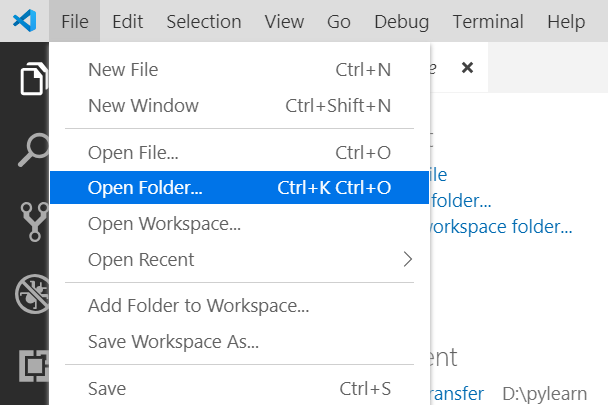 File Edit Selection View Go Debug Terminal Help
New File Ctrl+N
New Window Ctrl+Shift+N
Open File... Ctrl+O
Open Folder... Ctrl+K Ctrl+O
Open Workspace...
Open Recent
Add Folder to Workspace...
Save Workspace As...
Save Ctrl+S
e
t
ile
folder...
workspace folder...
ent
ransfer D:\pylearn